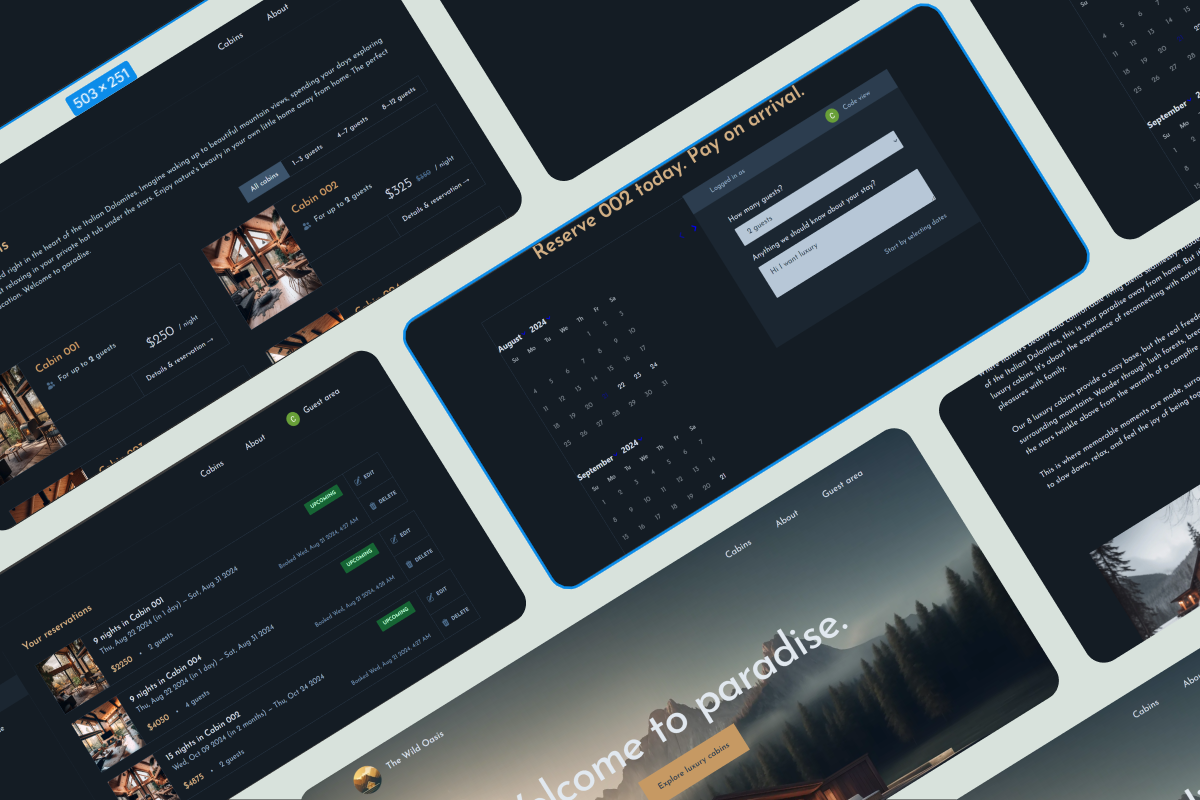 503 × 251
Cabins
About
right in the heart of the Italian Dolomites. Imagine waking up to beautiful mountain views, spending your days exploring
relaxing in your private hot tub under the stars. Enjoy nature's beauty in your own little home away from home. The perfect
Welcome to paradise.
All cabins
1–3 guests
4–7 guests
8–12 guests
Cabin 001
For up to 2 guests
$250 / night
Details & reservation →
Cabin 002
For up to 2 guests
$325 $350 / night
Details & reservation →
Reserve 002 today. Pay on arrival.
Logged in as
C
Code view
How many guests?
2 guests
Anything we should know about your stay?
Hi I want luxury
Start by selecting dates
August 2024
Su Mo Tu We Th Fr Sa
1 2 3
4 5 6 7 8 9 10
11 12 13 14 15 16 17
18 19 20 22 23 24
25 26 27 28 29 30 31
September 2024
Su Mo Tu We Th Fr Sa
1 2 3 4 5 6 7
8 9 10 11 12 13 14
15 16 17 18 19 20 21
Cabins
About
C
Guest area
Your reservations
9 nights in Cabin 001
Thu, Aug 22 2024 (in 1 day) — Sat, Aug 31 2024
$2250 • 2 guests
Booked Wed, Aug 21 2024, 4:27 AM
UPCOMING
EDIT
DELETE
9 nights in Cabin 004
Thu, Aug 22 2024 (in 1 day) — Sat, Aug 31 2024
$4050 • 4 guests
Booked Wed, Aug 21 2024, 4:26 AM
UPCOMING
EDIT
DELETE
15 nights in Cabin 002
Wed, Oct 09 2024 (in 2 months) — Thu, Oct 24 2024
$4875 • 2 guests
Booked Wed, Aug 21 2024, 4:27 AM
UPCOMING
EDIT
DELETE
The Wild Oasis
Cabins
About
Guest area
Welcome to paradise.
Explore luxury cabins
September
of the Italian Dolomites, this is your paradise away from home. But it
luxury cabins. It's about the experience of reconnecting with nature
pleasures with family.
Our 8 luxury cabins provide a cozy base, but the real freedom
surrounding mountains. Wander through lush forests, breathe
the stars twinkle above from the warmth of a campfire
This is where memorable moments are made, surrounded
to slow down, relax, and feel the joy of being together
Cabins